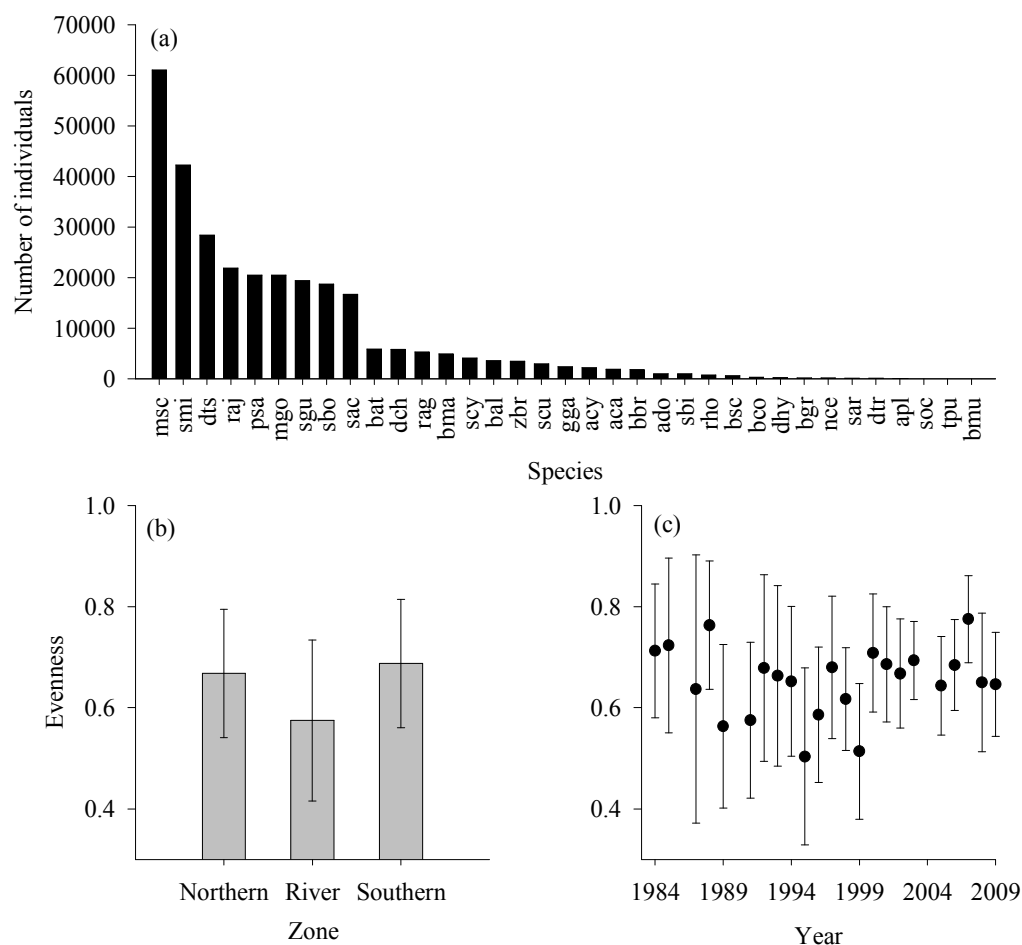 (a)
70000
60000
50000
40000
30000
20000
10000
0
Number of individuals
msc smi dts raj psa mgo sgu sbo sac bat dch rag bma scy bal zbr scu gga acy aca bbr ado sbi rho bsc bco dhy bgr nce sar dtr apl soc tpu bmu
Species
(b)
1.0
0.8
0.6
0.4
Evenness
Northern River Southern
Zone
(c)
1.0
0.8
0.6
0.4
1984 1989 1994 1999 2004 2009
Year